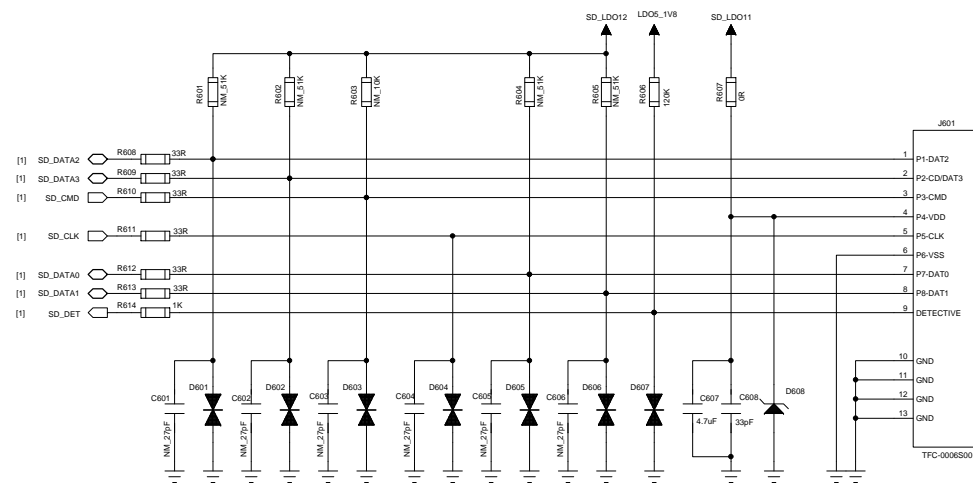 SD_LDO12 LDO5_1V8 SD_LDO11
R601 NM_51K
R602 NM_51K
R603 NM_10K
R604 NM_51K
R605 NM_51K
R606 120K
R607 0R
J601
[1] SD_DATA2 R608 33R 1 P1-DAT2
[1] SD_DATA3 R609 33R 2 P2-CD/DAT3
[1] SD_CMD R610 33R 3 P3-CMD
4 P4-VDD
[1] SD_CLK R611 33R 5 P5-CLK
6 P6-VSS
[1] SD_DATA0 R612 33R 7 P7-DAT0
[1] SD_DATA1 R613 33R 8 P8-DAT1
[1] SD_DET R614 1K 9 DETECTIVE
10 GND
11 GND
12 GND
13 GND
C601 NM_27pF D601
C602 NM_27pF D602
C603 NM_27pF D603
C604 NM_27pF D604
C605 NM_27pF D605
C606 NM_27pF D606
D607
C607 4.7uF
C608 33pF
D608
TFC-0006S00